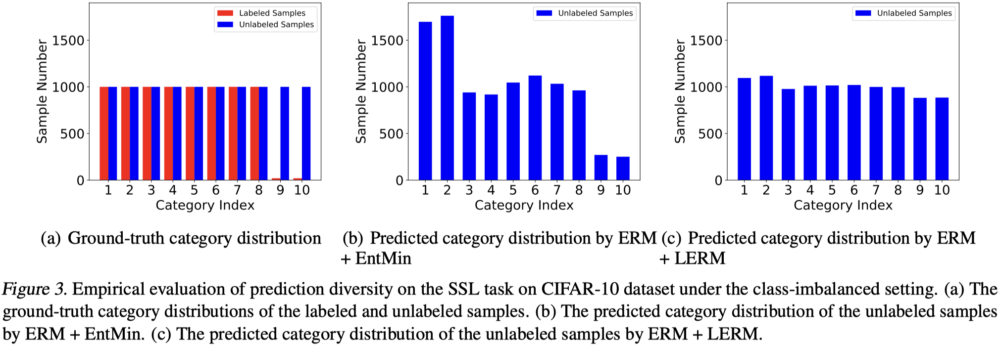 Labeled Samples
Unlabeled Samples
1500
1000
500
0
Sample Number
1 2 3 4 5 6 7 8 9 10
Category Index
Unlabeled Samples
1500
1000
500
0
Sample Number
1 2 3 4 5 6 7 8 9 10
Category Index
Unlabeled Samples
1500
1000
500
0
Sample Number
1 2 3 4 5 6 7 8 9 10
Category Index
(a) Ground-truth category distribution
(b) Predicted category distribution by ERM
+ EntMin
(c) Predicted category distribution by ERM
+ LERM
Figure 3. Empirical evaluation of prediction diversity on the SSL task on CIFAR-10 dataset under the class-imbalanced setting. (a) The
ground-truth category distributions of the labeled and unlabeled samples. (b) The predicted category distribution of the unlabeled samples
by ERM + EntMin. (c) The predicted category distribution of the unlabeled samples by ERM + LERM.